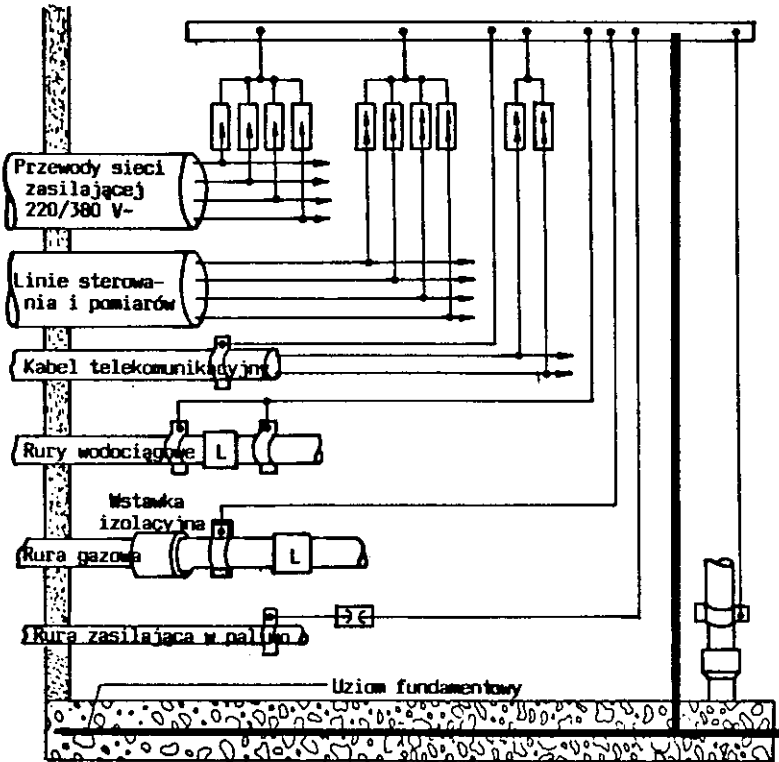 Przewody sieci
zasilającej
220/380 V~
Linie sterowa-
nia i pomiarów
Kabel telekomunikacyjny
Rury wodociągowe
L
Wstawka
izolacyjna
Rura gazowa
L
Rura zasilająca w paliwo
Uziom fundamentowy